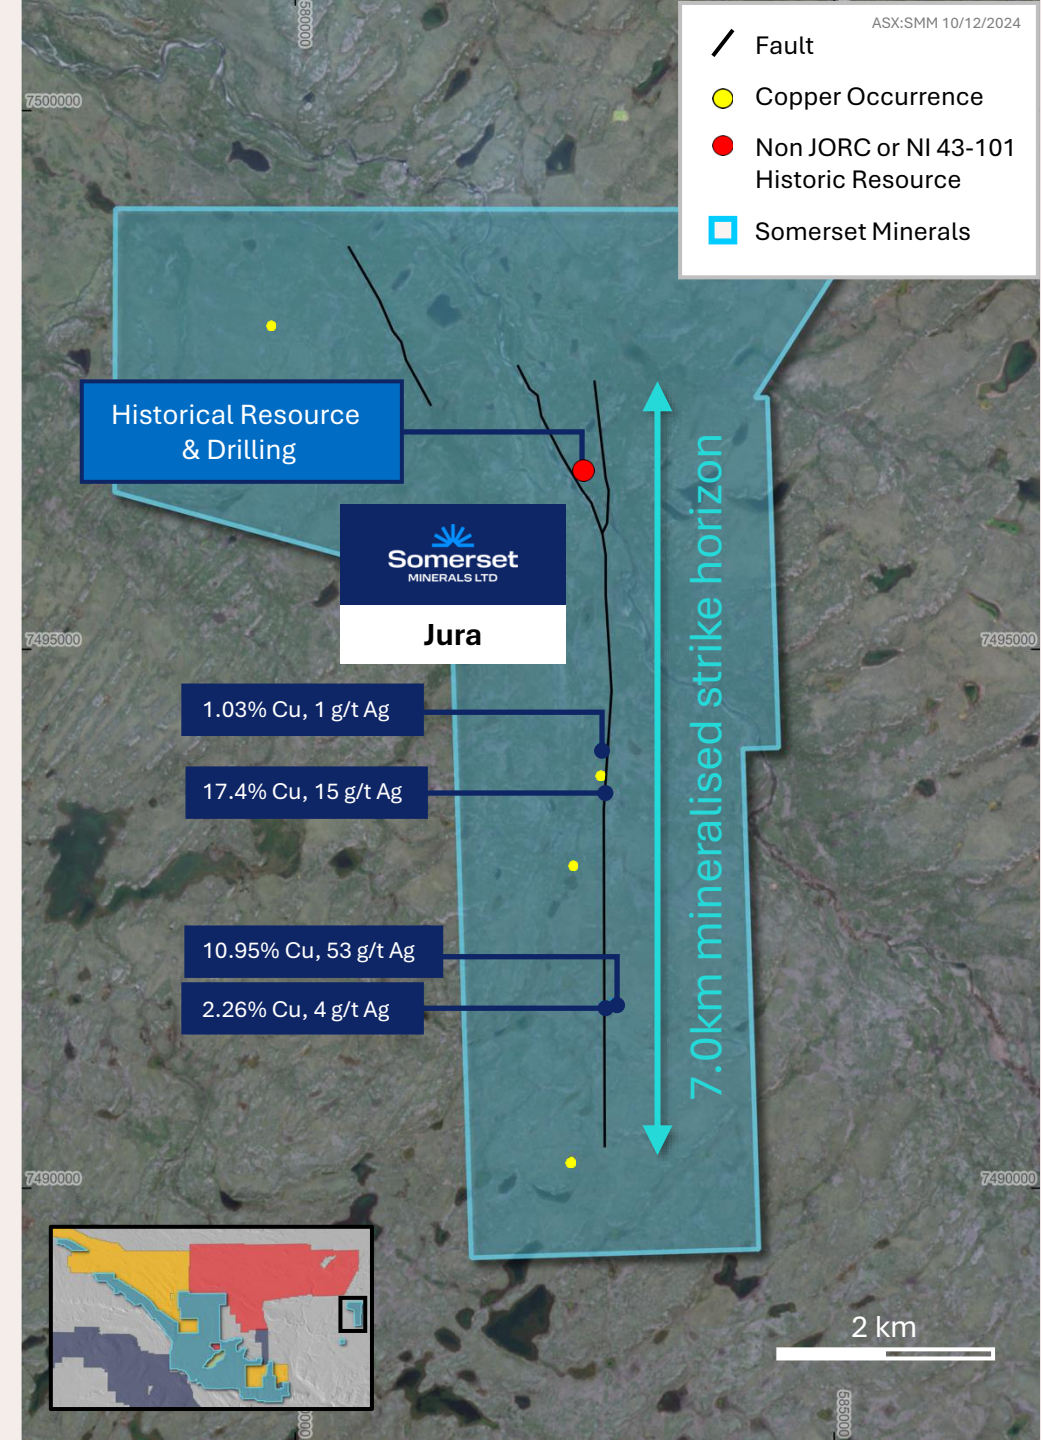 ASX:SMM 10/12/2024
Fault
Copper Occurrence
Non JORC or NI 43-101
Historic Resource
Somerset Minerals
580000
7500000
Historical Resource
& Drilling
Somerset
MINERALS LTD
Jura
7.0km mineralised strike horizon
7495000
7495000
1.03% Cu, 1 g/t Ag
17.4% Cu, 15 g/t Ag
10.95% Cu, 53 g/t Ag
2.26% Cu, 4 g/t Ag
7490000
7490000
2 km
585000